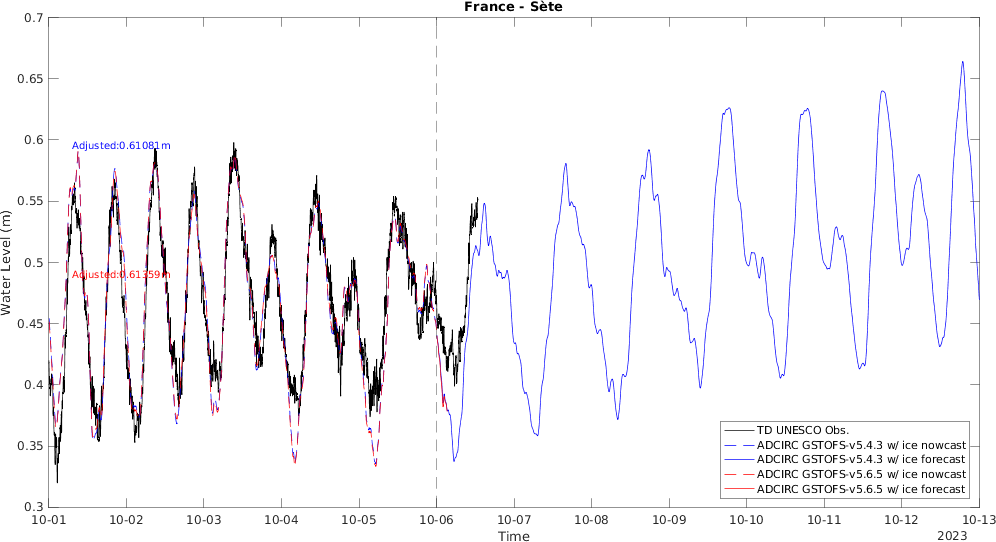 France - Sète
0.7
0.65
0.6
0.55
0.5
0.45
0.4
0.35
0.3
Water Level (m)
Adjusted:0.61081m
Adjusted:0.61359m
TD UNESCO Obs.
ADCIRC GSTOFS-v5.4.3 w/ ice nowcast
ADCIRC GSTOFS-v5.4.3 w/ ice forecast
ADCIRC GSTOFS-v5.6.5 w/ ice nowcast
ADCIRC GSTOFS-v5.6.5 w/ ice forecast
10-01 10-02 10-03 10-04 10-05 10-06 10-07 10-08 10-09 10-10 10-11 10-12 10-13
Time
2023